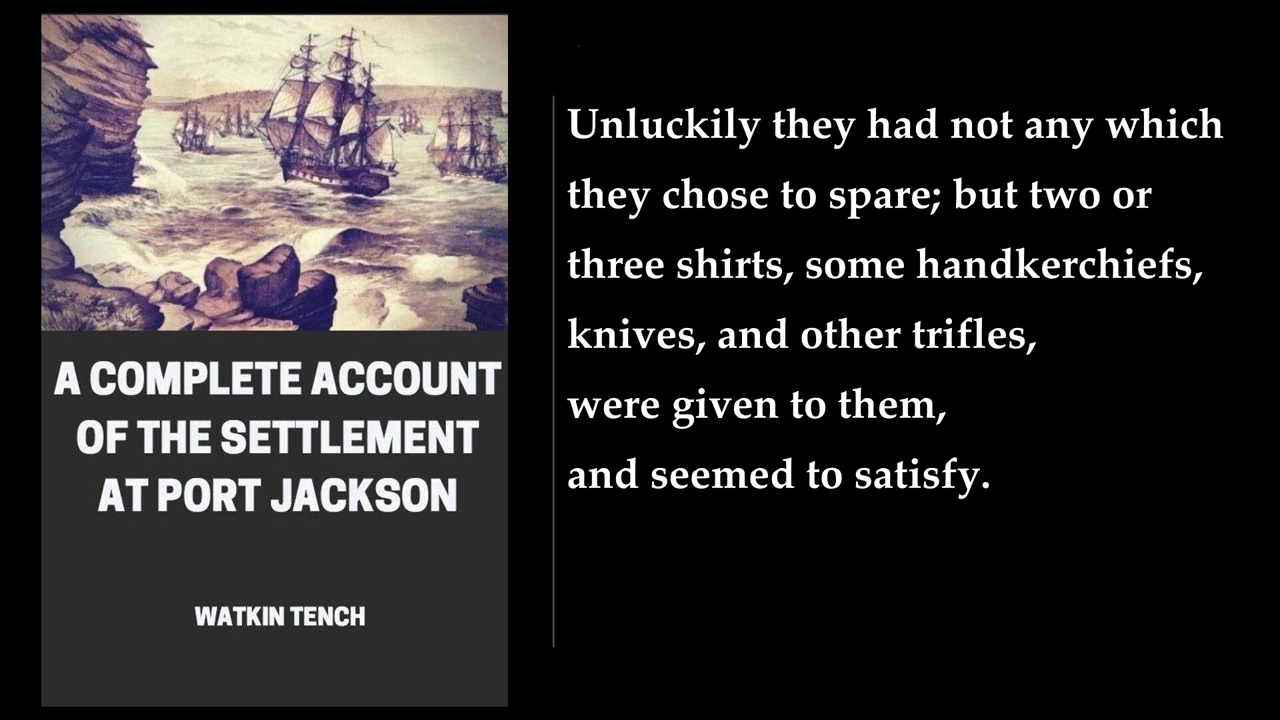 A COMPLETE ACCOUNT
OF THE SETTLEMENT
AT PORT JACKSON
WATKIN TENCH
Unluckily they had not any which
they chose to spare; but two or
three shirts, some handkerchiefs,
knives, and other trifles,
were given to them,
and seemed to satisfy.